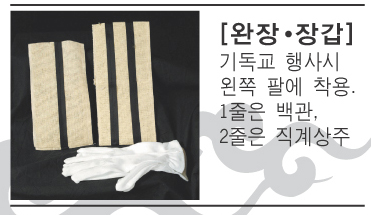 [완장•장갑]
기독교 행사시
왼쪽 팔에 착용.
1줄은 백관,
2줄은 직계상주